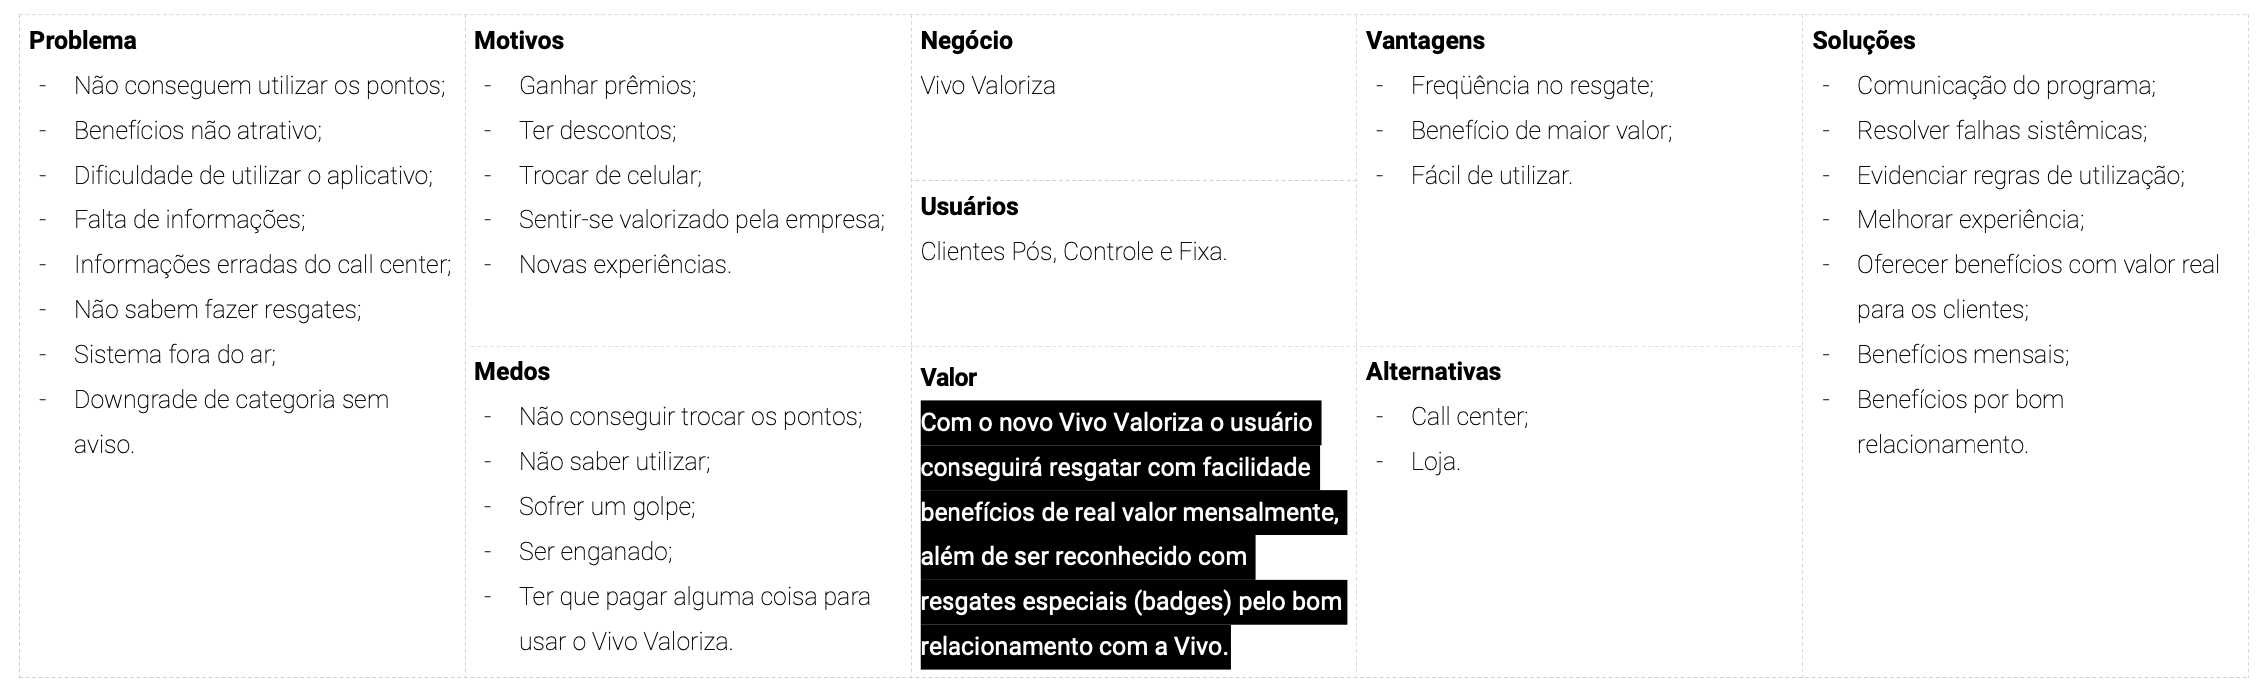 Problema
- Não conseguem utilizar os pontos;
- Benefícios não atrativo;
- Dificuldade de utilizar o aplicativo;
- Falta de informações;
- Informações erradas do call center;
- Não sabem fazer resgates;
- Sistema fora do ar;
- Downgrade de categoria sem
aviso.
Motivos
- Ganhar prêmios;
- Ter descontos;
- Trocar de celular;
- Sentir-se valorizado pela empresa;
- Novas experiências.
Medos
- Não conseguir trocar os pontos;
- Não saber utilizar;
- Sofrer um golpe;
- Ser enganado;
- Ter que pagar alguma coisa para
usar o Vivo Valoriza.
Negócio
Vivo Valoriza
Usuários
Clientes Pós, Controle e Fixa.
Valor
Com o novo Vivo Valoriza o usuário
conseguirá resgatar com facilidade
benefícios de real valor mensalmente,
além de ser reconhecido com
resgates especiais (badges) pelo bom
relacionamento com a Vivo.
Vantagens
- Freqüência no resgate;
- Benefício de maior valor;
- Fácil de utilizar.
Alternativas
- Call center;
- Loja.
Soluções
- Comunicação do programa;
- Resolver falhas sistêmicas;
- Evidenciar regras de utilização;
- Melhorar experiência;
- Oferecer benefícios com valor real
para os clientes;
- Benefícios mensais;
- Benefícios por bom
relacionamento.